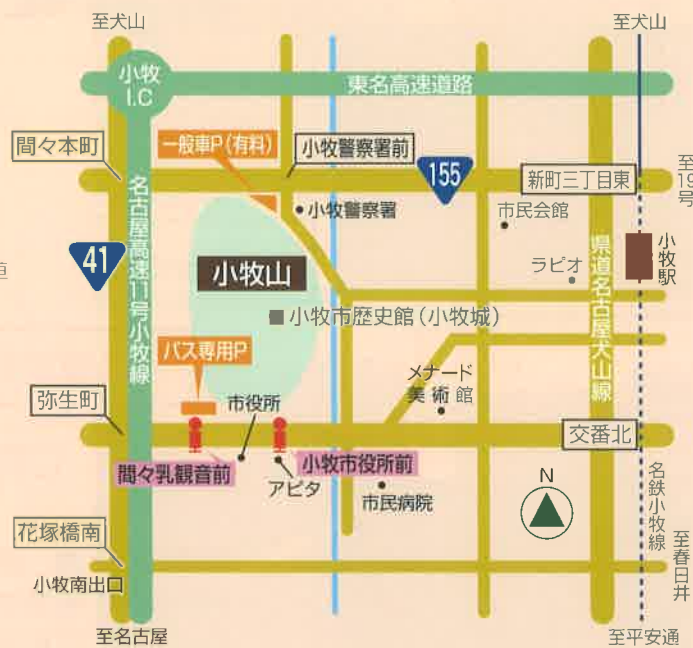 至犬山
至犬山
小牧
I.C
東名高速道路
間々本町
一般車P(有料)
小牧警察署前
155
新町三丁目東
至19号
小牧警察署
市民会館
名古屋高速11号小牧線
41
小牧山
ラピオ
県道名古屋犬山線
小牧駅
小牧市歴史館(小牧城)
バス専用P
メナード
美術館
弥生町
市役所
交番北
間々乳観音前
小牧市役所前
アピタ
市民病院
N
名鉄小牧線
花塚橋南
至春日井
小牧南出口
至名古屋
至平安通